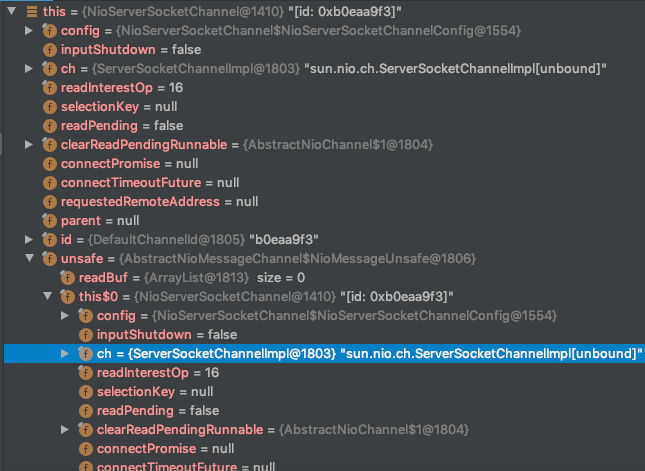 this = {NioServerSocketChannel@1410} "[id: 0xb0eaa9f3]"
f config = {NioServerSocketChannel$NioServerSocketChannelConfig@1554}
f inputShutdown = false
f ch = {ServerSocketChannelImpl@1803} "sun.nio.ch.ServerSocketChannelImpl[unbound]"
f readInterestOp = 16
f selectionKey = null
f readPending = false
f clearReadPendingRunnable = {AbstractNioChannel$1@1804}
f connectPromise = null
f connectTimeoutFuture = null
f requestedRemoteAddress = null
f parent = null
f id = {DefaultChannelId@1805} "b0eaa9f3"
f unsafe = {AbstractNioMessageChannel$NioMessageUnsafe@1806}
f readBuf = {ArrayList@1813} size = 0
f this$0 = {NioServerSocketChannel@1410} "[id: 0xb0eaa9f3]"
f config = {NioServerSocketChannel$NioServerSocketChannelConfig@1554}
f inputShutdown = false
f ch = {ServerSocketChannelImpl@1803} "sun.nio.ch.ServerSocketChannelImpl[unbound]"
f readInterestOp = 16
f selectionKey = null
f readPending = false
f clearReadPendingRunnable = {AbstractNioChannel$1@1804}
f connectPromise = null
f connectTimeoutFuture = null